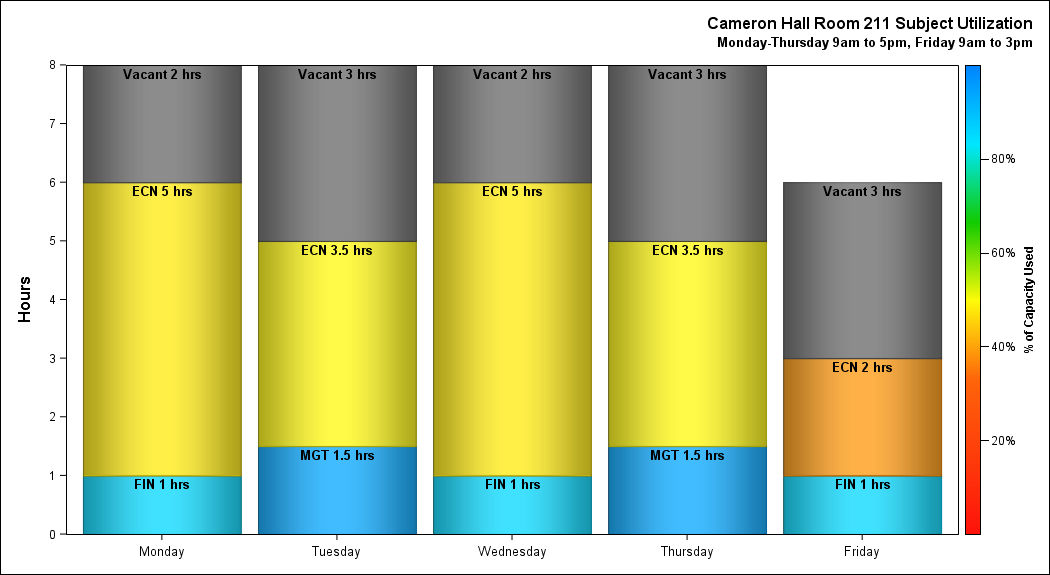 Cameron Hall Room 211 Subject Utilization
Monday-Thursday 9am to 5pm, Friday 9am to 3pm
Hours
8
7
6
5
4
3
2
1
0
Vacant 2 hrs
ECN 5 hrs
FIN 1 hrs
Vacant 3 hrs
ECN 3.5 hrs
MGT 1.5 hrs
Vacant 2 hrs
ECN 5 hrs
FIN 1 hrs
Vacant 3 hrs
ECN 3.5 hrs
MGT 1.5 hrs
Vacant 3 hrs
ECN 2 hrs
FIN 1 hrs
Monday
Tuesday
Wednesday
Thursday
Friday
80%
60%
40%
20%
% of Capacity Used